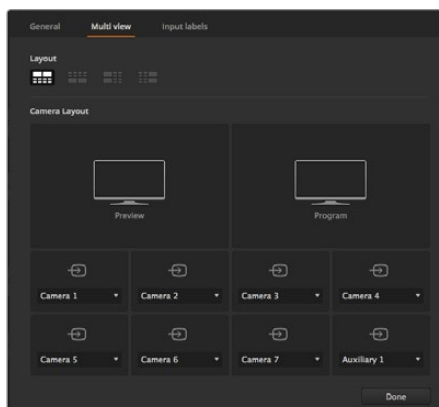 General Multi view Input labels
Layout
Camera Layout
Preview Program
Camera 1 Camera 2 Camera 3 Camera 4
Camera 5 Camera 6 Camera 7 Auxiliary 1
Done